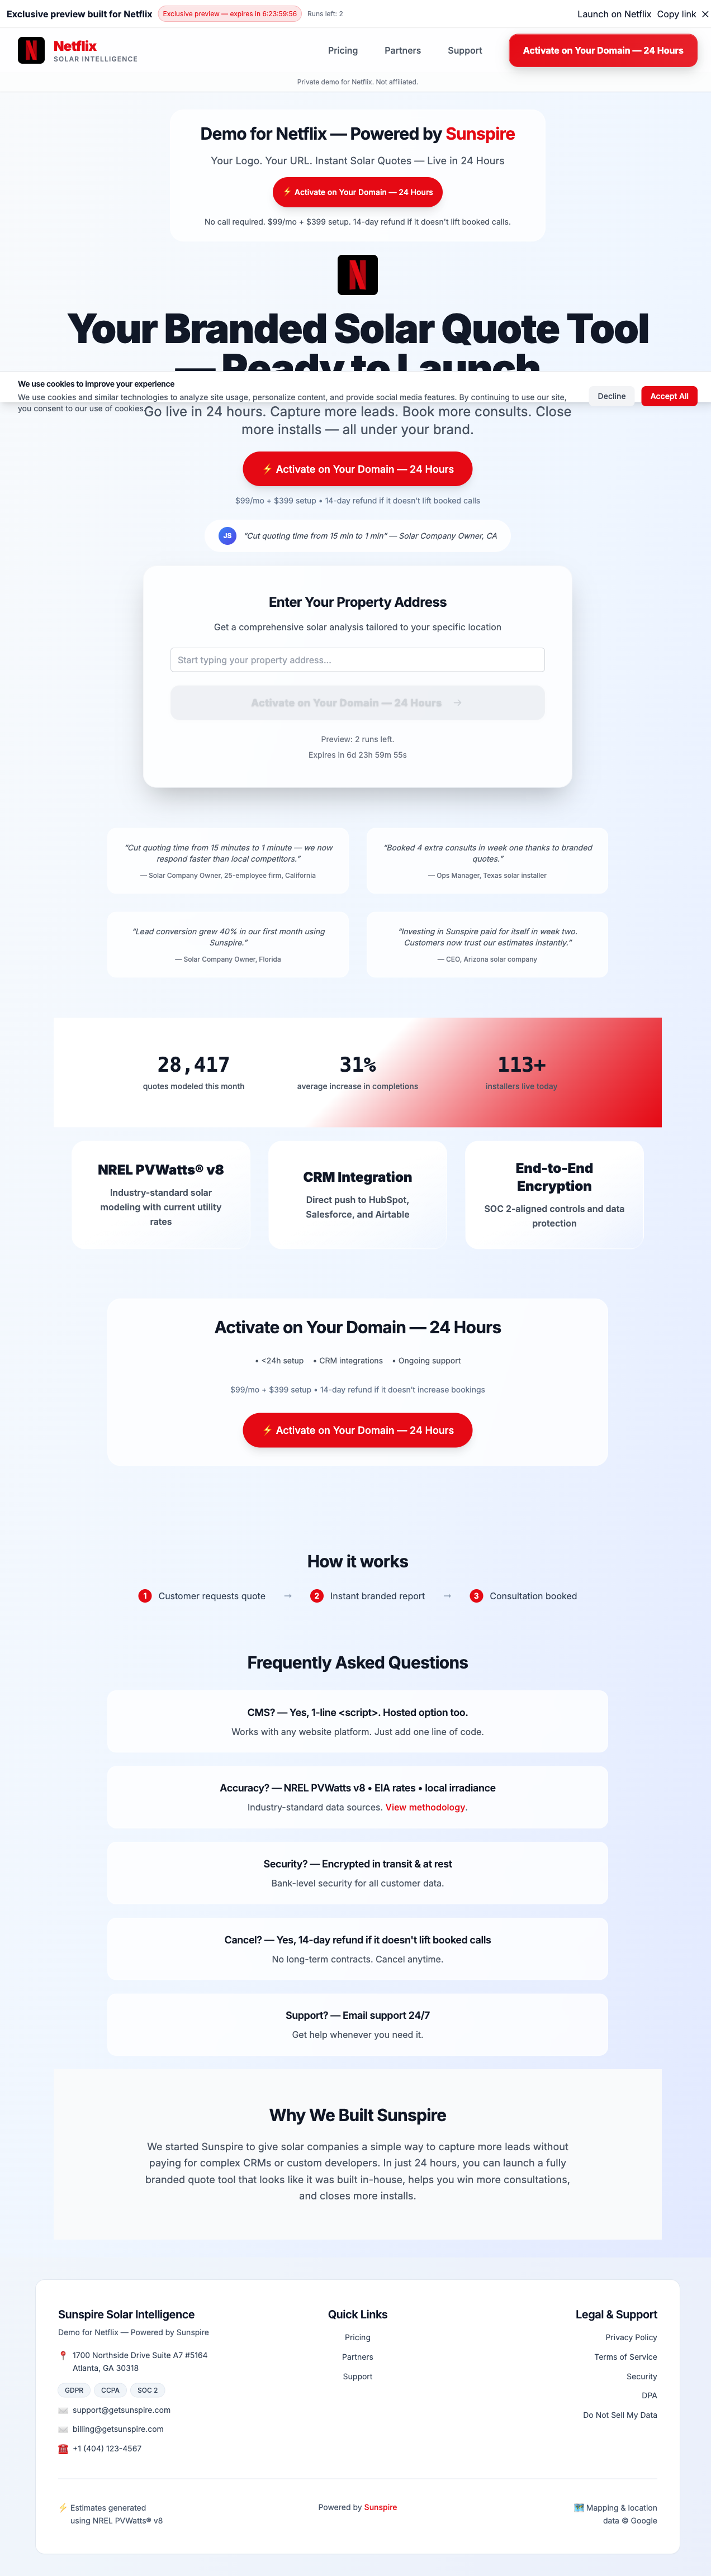 Exclusive preview built for Netflix
Exclusive preview — expires in 6:23:59:56
Runs left: 2
Launch on Netflix
Copy link
×
Netflix
SOLAR INTELLIGENCE
Pricing
Partners
Support
Activate on Your Domain — 24 Hours
Private demo for Netflix. Not affiliated.
Demo for Netflix — Powered by Sunspire
Your Logo. Your URL. Instant Solar Quotes — Live in 24 Hours
⚡ Activate on Your Domain — 24 Hours
No call required. $99/mo + $399 setup. 14-day refund if it doesn't lift booked calls.
N
Your Branded Solar Quote Tool
— Ready to Launch
We use cookies to improve your experience
We use cookies and similar technologies to analyze site usage, personalize content, and provide social media features. By continuing to use our site,
you consent to our use of cookies.
Decline
Accept All
Go live in 24 hours. Capture more leads. Book more consults. Close
more installs — all under your brand.
⚡ Activate on Your Domain — 24 Hours
$99/mo + $399 setup • 14-day refund if it doesn't lift booked calls
JS
"Cut quoting time from 15 min to 1 min" — Solar Company Owner, CA
Enter Your Property Address
Get a comprehensive solar analysis tailored to your specific location
Start typing your property address...
Activate on Your Domain — 24 Hours →
Preview: 2 runs left.
Expires in 6d 23h 59m 55s
"Cut quoting time from 15 minutes to 1 minute — we now
respond faster than local competitors."
— Solar Company Owner, 25-employee firm, California
"Booked 4 extra consults in week one thanks to branded
quotes."
— Ops Manager, Texas solar installer
"Lead conversion grew 40% in our first month using
Sunspire."
— Solar Company Owner, Florida
"Investing in Sunspire paid for itself in week two.
Customers now trust our estimates instantly."
— CEO, Arizona solar company
28,417
quotes modeled this month
31%
average increase in completions
113+
installers live today
NREL PVWatts® v8
Industry-standard solar
modeling with current utility
rates
CRM Integration
Direct push to HubSpot,
Salesforce, and Airtable
End-to-End
Encryption
SOC 2-aligned controls and data
protection
Activate on Your Domain — 24 Hours
• <24h setup • CRM integrations • Ongoing support
$99/mo + $399 setup • 14-day refund if it doesn't increase bookings
⚡ Activate on Your Domain — 24 Hours
How it works
1 Customer requests quote → 2 Instant branded report → 3 Consultation booked
Frequently Asked Questions
CMS? — Yes, 1-line <script>. Hosted option too.
Works with any website platform. Just add one line of code.
Accuracy? — NREL PVWatts v8 • EIA rates • local irradiance
Industry-standard data sources. View methodology.
Security? — Encrypted in transit & at rest
Bank-level security for all customer data.
Cancel? — Yes, 14-day refund if it doesn't lift booked calls
No long-term contracts. Cancel anytime.
Support? — Email support 24/7
Get help whenever you need it.
Why We Built Sunspire
We started Sunspire to give solar companies a simple way to capture more leads without
paying for complex CRMs or custom developers. In just 24 hours, you can launch a fully
branded quote tool that looks like it was built in-house, helps you win more consultations,
and closes more installs.
Sunspire Solar Intelligence
Demo for Netflix — Powered by Sunspire
1700 Northside Drive Suite A7 #5164
Atlanta, GA 30318
GDPR
CCPA
SOC 2
support@getsunspire.com
billing@getsunspire.com
+1 (404) 123-4567
Quick Links
Pricing
Partners
Support
Legal & Support
Privacy Policy
Terms of Service
Security
DPA
Do Not Sell My Data
⚡ Estimates generated
using NREL PVWatts® v8
Powered by Sunspire
Mapping & location
data © Google